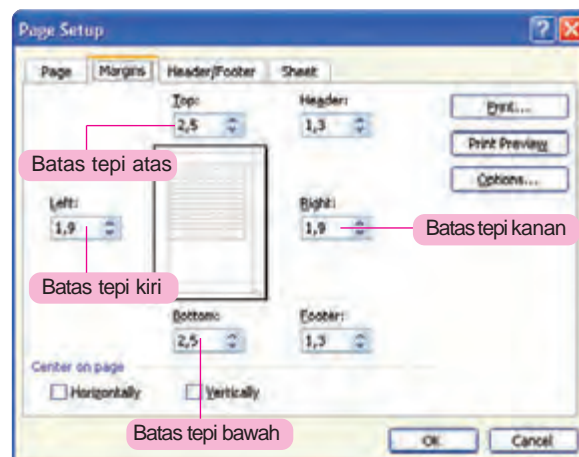 Page Setup
Page Margins Header/Footer Sheet
Top: Header:
2,5 1,3 Print...
Print Preview
Batas tepi atas
Options...
Left: Right:
1,9 1,9 Batas tepi kanan
Batas tepi kiri
Bottom: Footer:
2,5 1,3
Center on page
Horizontally Vertically
Batas tepi bawah
OK Cancel